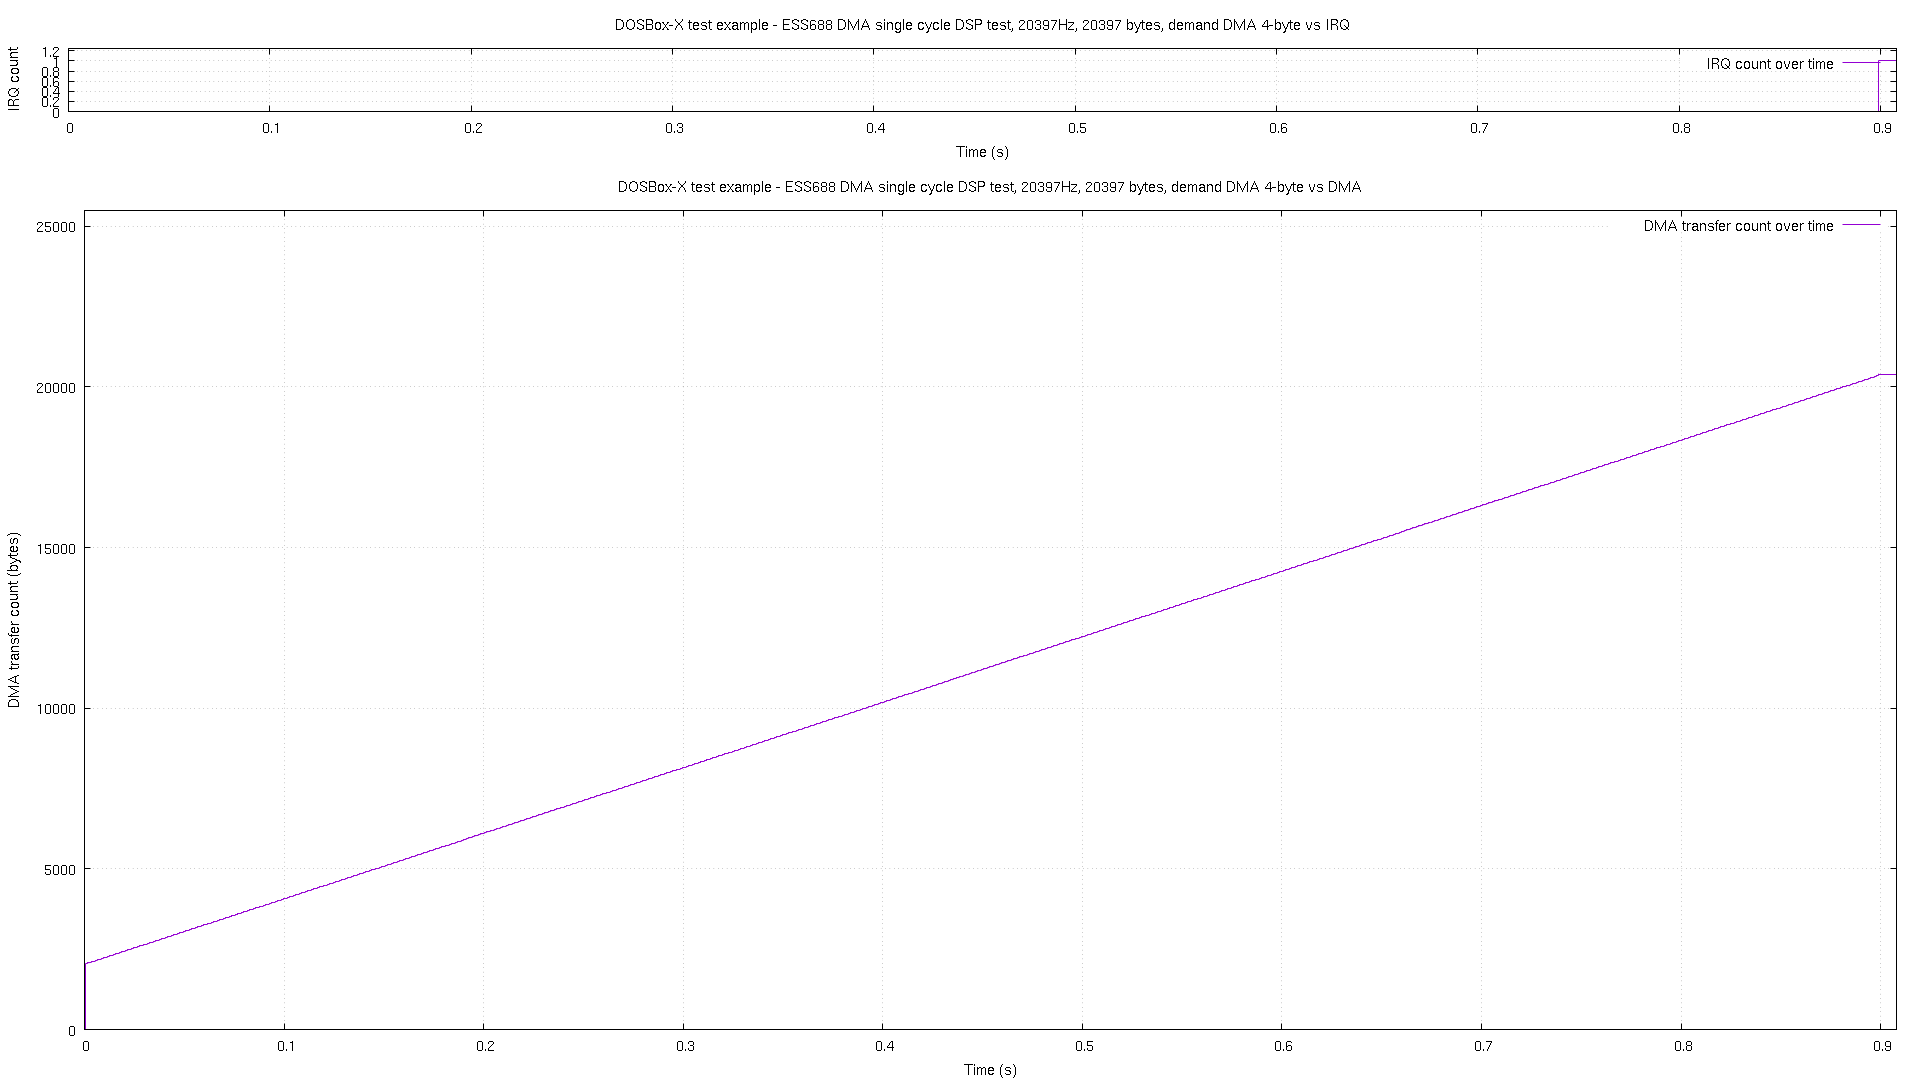 DOSBox-X test example - ESS688 DMA single cycle DSP test, 20397Hz, 20397 bytes, demand DMA 4-byte vs IRQ
IRQ count
1.2
1
0.8
0.6
0.4
0.2
0
IRQ count over time
0 0.1 0.2 0.3 0.4 0.5 0.6 0.7 0.8 0.9
Time (s)
DOSBox-X test example - ESS688 DMA single cycle DSP test, 20397Hz, 20397 bytes, demand DMA 4-byte vs DMA
DMA transfer count (bytes)
25000
20000
15000
10000
5000
0
DMA transfer count over time
0 0.1 0.2 0.3 0.4 0.5 0.6 0.7 0.8 0.9
Time (s)